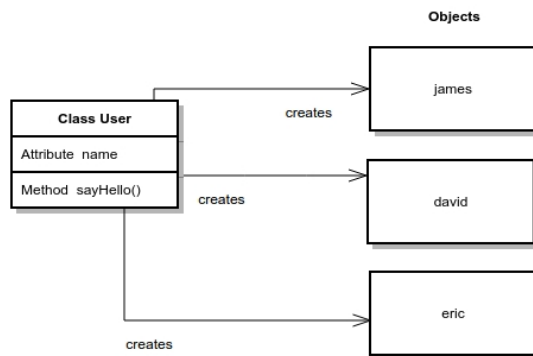 Objects
james
creates
Class User
Attribute name
Method sayHello()
creates
david
eric
creates